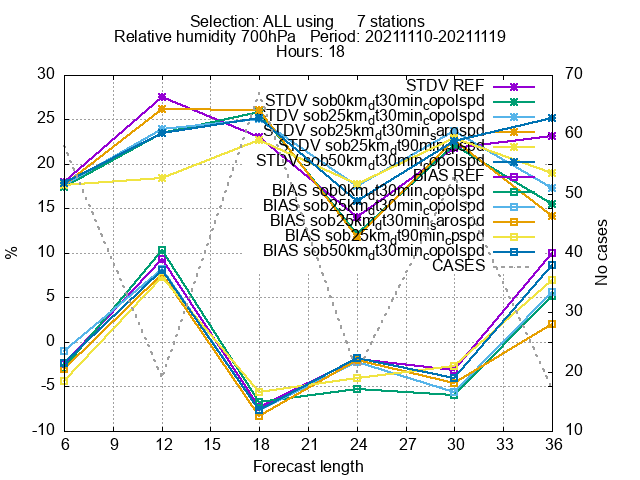 Selection: ALL using 7 stations
Relative humidity 700hPa Period: 20211110-20211119
Hours: 18
30
25
20
15
10
5
0
-5
-10
%
70
60
50
40
30
20
10
No cases
STDV REF
STDV sob0km_dt30min_copolspd
STDV sob25km_dt30min_copolspd
STDV sob25km_dt30min_sarospd
STDV sob25km_dt90min_cpspd
STDV sob50km_dt30min_copolspd
BIAS REF
BIAS sob0km_dt30min_copolspd
BIAS sob25km_dt30min_copolspd
BIAS sob25km_dt30min_sarospd
BIAS sob25km_dt90min_cpspd
BIAS sob50km_dt30min_copolspd
CASES
6 9 12 15 18 21 24 27 30 33 36
Forecast length